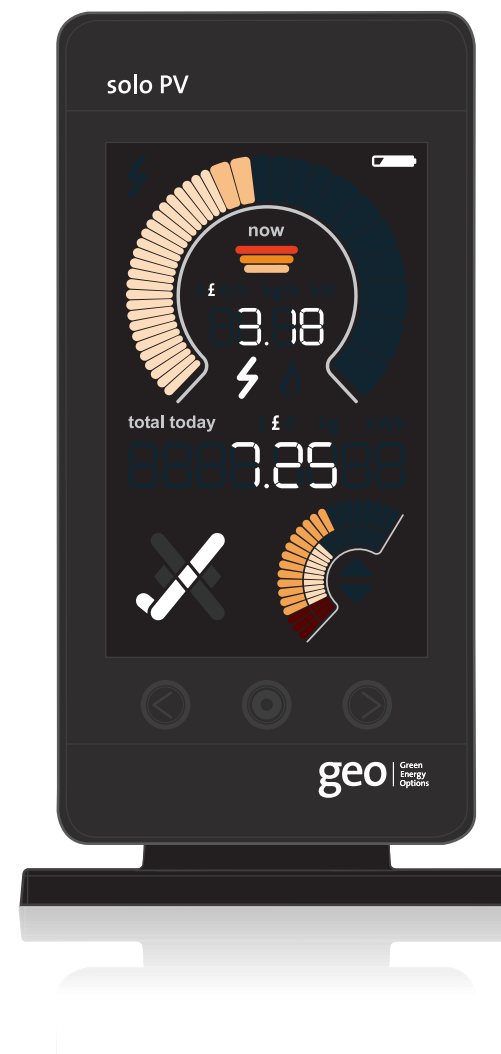 solo PV
now
£
3.18
total today
£
7.25
geo
Green
Energy
Options